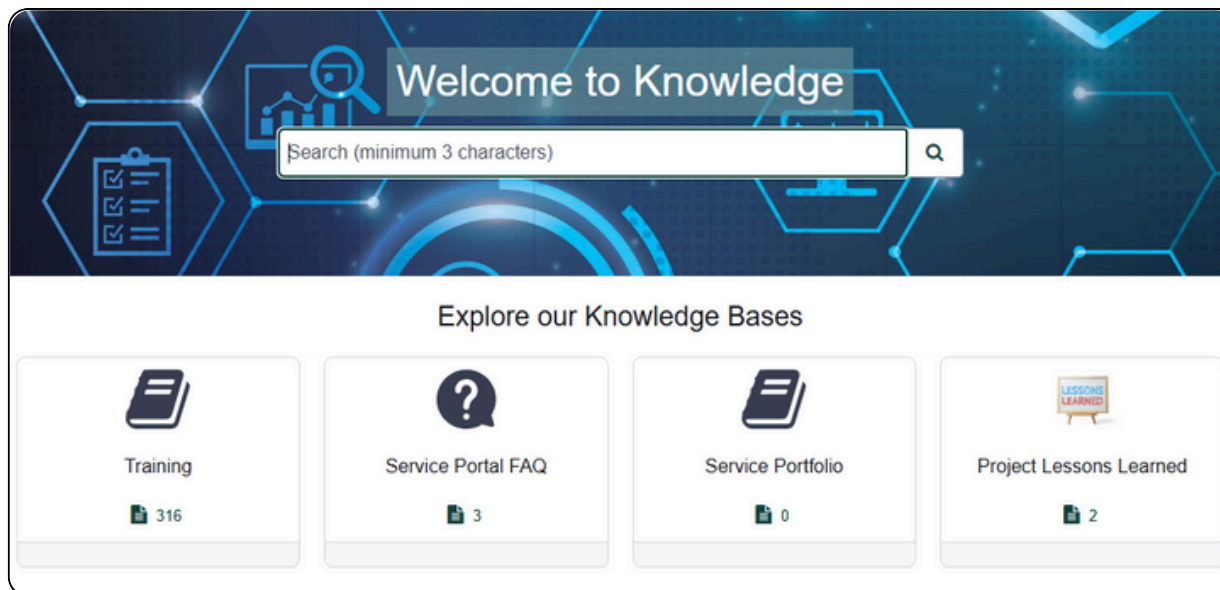 Welcome to Knowledge
Search (minimum 3 characters)
Explore our Knowledge Bases
Training
316
Service Portal FAQ
3
Service Portfolio
0
LESSONS
LEARNED
Project Lessons Learned
2